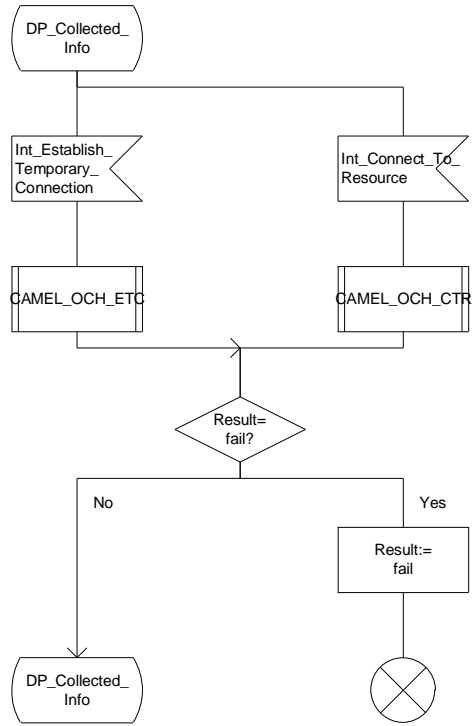 DP_Collected_
Info
Int_Establish_
Temporary_
Connection
Int_Connect_To_
Resource
CAMEL_OCH_ETC
CAMEL_OCH_CTR
Result=
fail?
No
Yes
Result:=
fail
DP_Collected_
Info